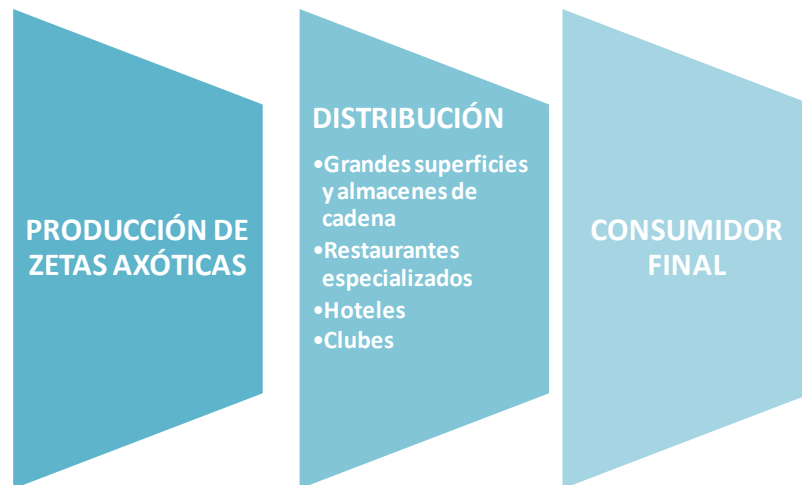 PRODUCCIÓN DE
ZETAS AXÓTICAS
DISTRIBUCIÓN
•Grandes superficies
y almacenes de
cadena
•Restaurantes
especializados
•Hoteles
•Clubes
CONSUMIDOR
FINAL